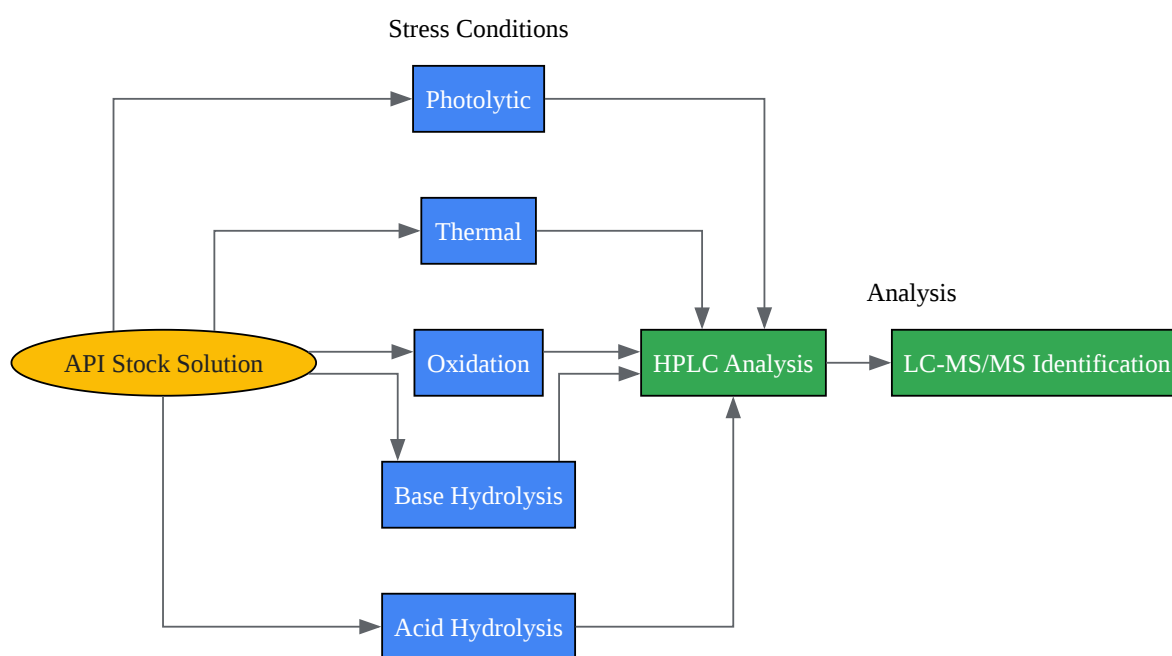 Stress Conditions
Photolytic
Thermal
Analysis
API Stock Solution
Oxidation
HPLC Analysis
LC-MS/MS Identification
Base Hydrolysis
Acid Hydrolysis